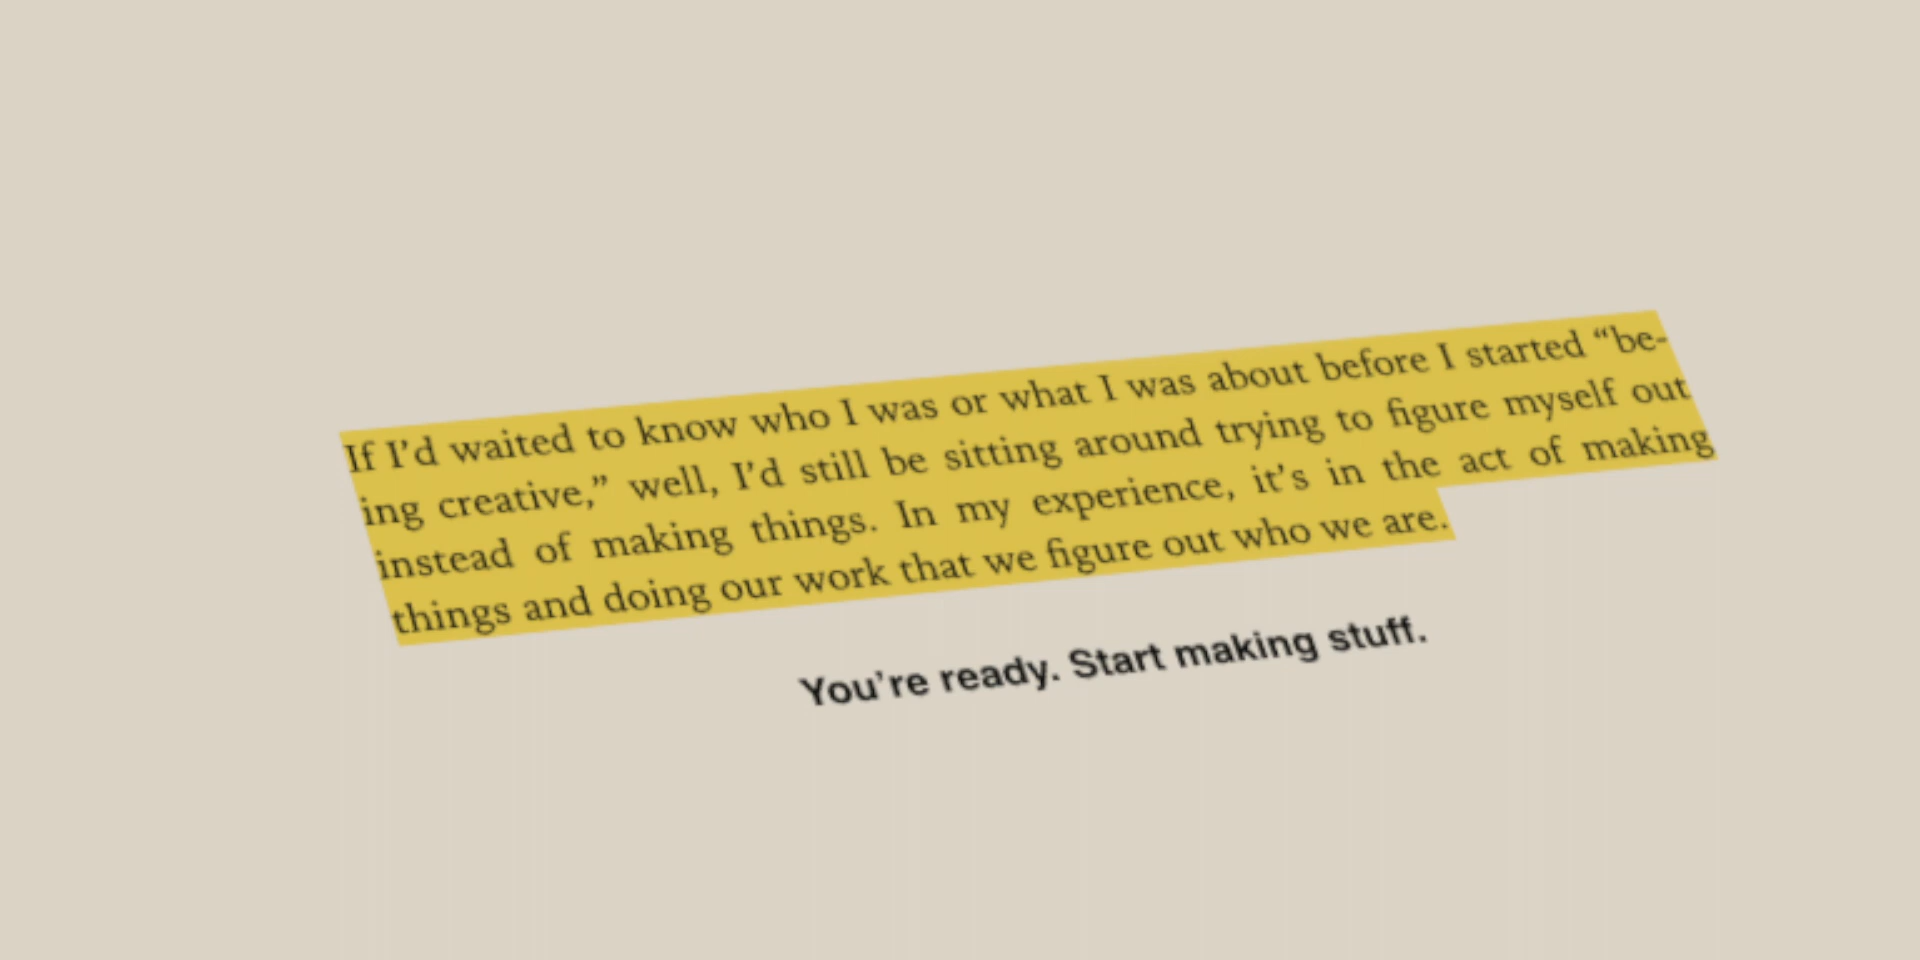 If I’d waited to know who I was or what I was about before I started “be-
ing creative,” well, I’d still be sitting around trying to figure myself out
instead of making things. In my experience, it’s in the act of making
things and doing our work that we figure out who we are.
You’re ready. Start making stuff.